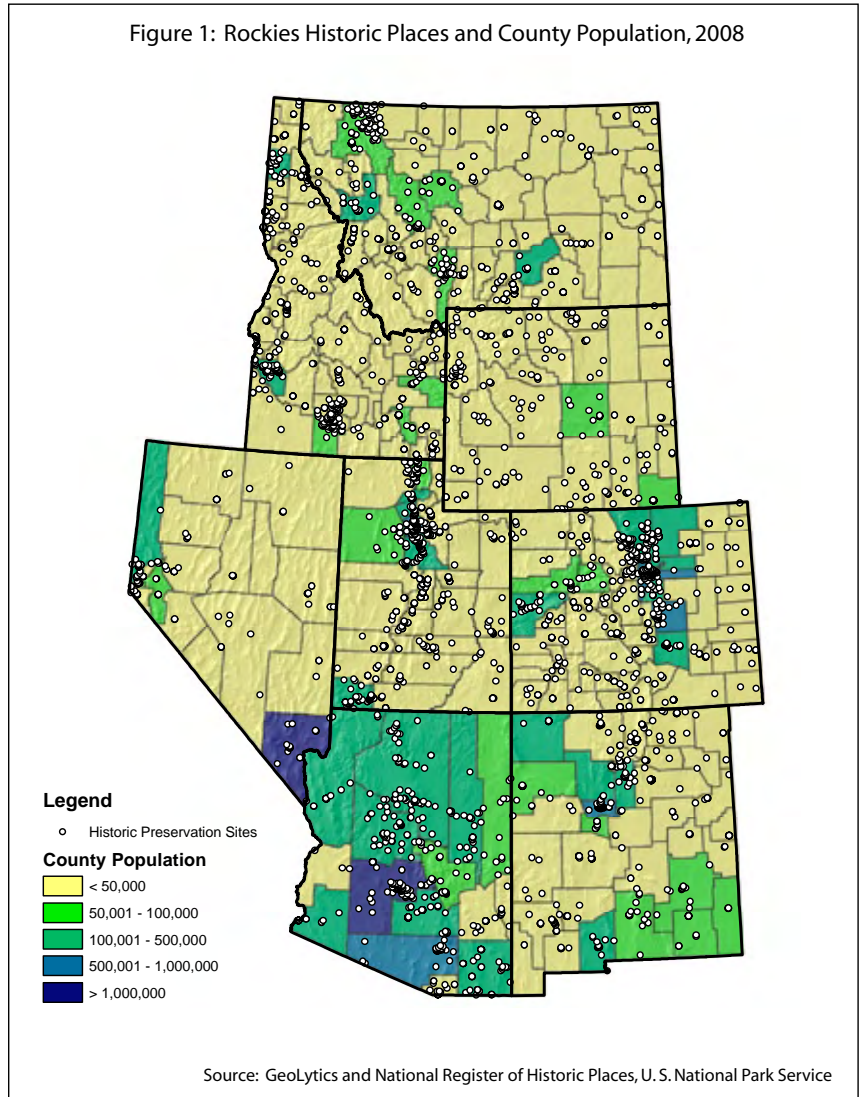 Figure 1: Rockies Historic Places and County Population, 2008
Legend
Historic Preservation Sites
County Population
< 50,000
50,001 - 100,000
100,001 - 500,000
500,001 - 1,000,000
> 1,000,000
Source: GeoLytics and National Register of Historic Places, U. S. National Park Service